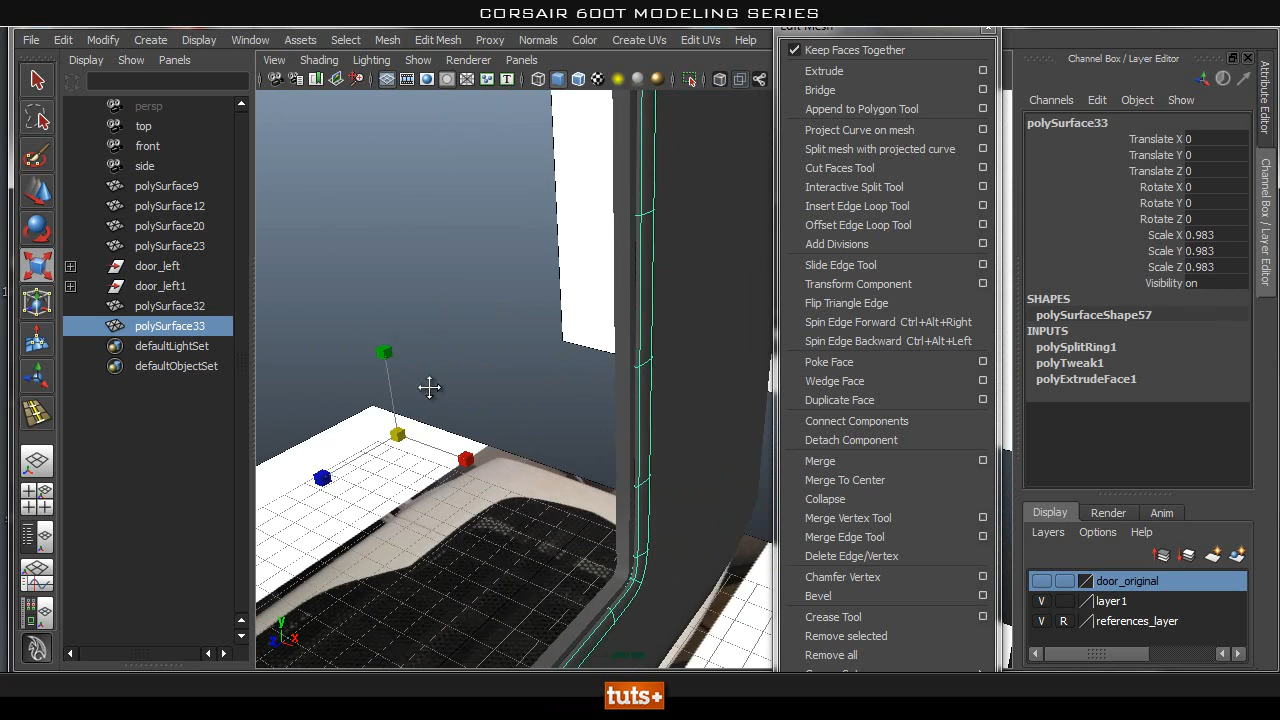 CORSAIR 600T MODELING SERIES
File Edit Modify Create Display Window Assets Select Mesh Edit Mesh Proxy Normals Color Create UVs Edit UVs Help
Display Show Panels
persp
top
front
side
polySurface9
polySurface12
polySurface20
polySurface23
door_left
door_left1
polySurface32
polySurface33
defaultLightSet
defaultObjectSet
View Shading Lighting Show Renderer Panels
Edit Mesh
Keep Faces Together
Extrude
Bridge
Append to Polygon Tool
Project Curve on mesh
Split mesh with projected curve
Cut Faces Tool
Interactive Split Tool
Insert Edge Loop Tool
Offset Edge Loop Tool
Add Divisions
Slide Edge Tool
Transform Component
Flip Triangle Edge
Spin Edge Forward Ctrl+Alt+Right
Spin Edge Backward Ctrl+Alt+Left
Poke Face
Wedge Face
Duplicate Face
Connect Components
Detach Component
Merge
Merge To Center
Collapse
Merge Vertex Tool
Merge Edge Tool
Delete Edge/Vertex
Chamfer Vertex
Bevel
Crease Tool
Remove selected
Remove all
Channel Box / Layer Editor
Channels Edit Object Show
polySurface33
Translate X 0
Translate Y 0
Translate Z 0
Rotate X 0
Rotate Y 0
Rotate Z 0
Scale X 0.983
Scale Y 0.983
Scale Z 0.983
Visibility on
SHAPES
polySurfaceShape57
INPUTS
polySplitRing1
polyTweak1
polyExtrudeFace1
Display Render Anim
Layers Options Help
door_original
V layer1
V R references_layer
Attribute Editor
Channel Box / Layer Editor
y
z x
tuts+